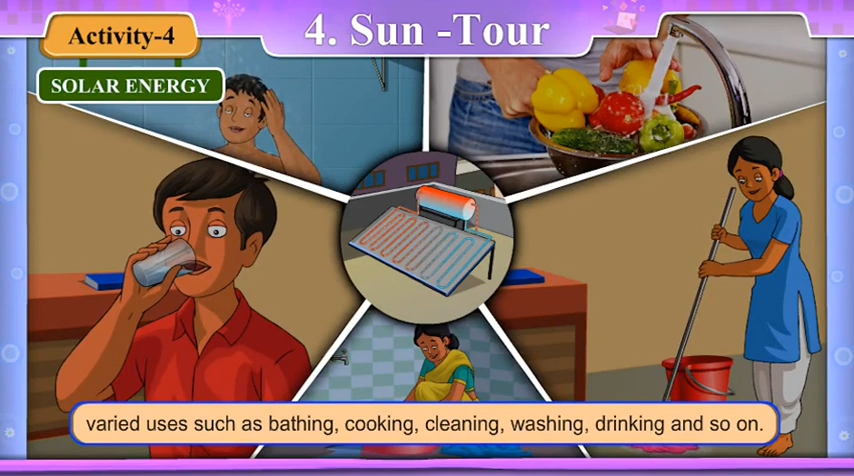 Activity-4
4. Sun -Tour
SOLAR ENERGY
varied uses such as bathing, cooking, cleaning, washing, drinking and so on.